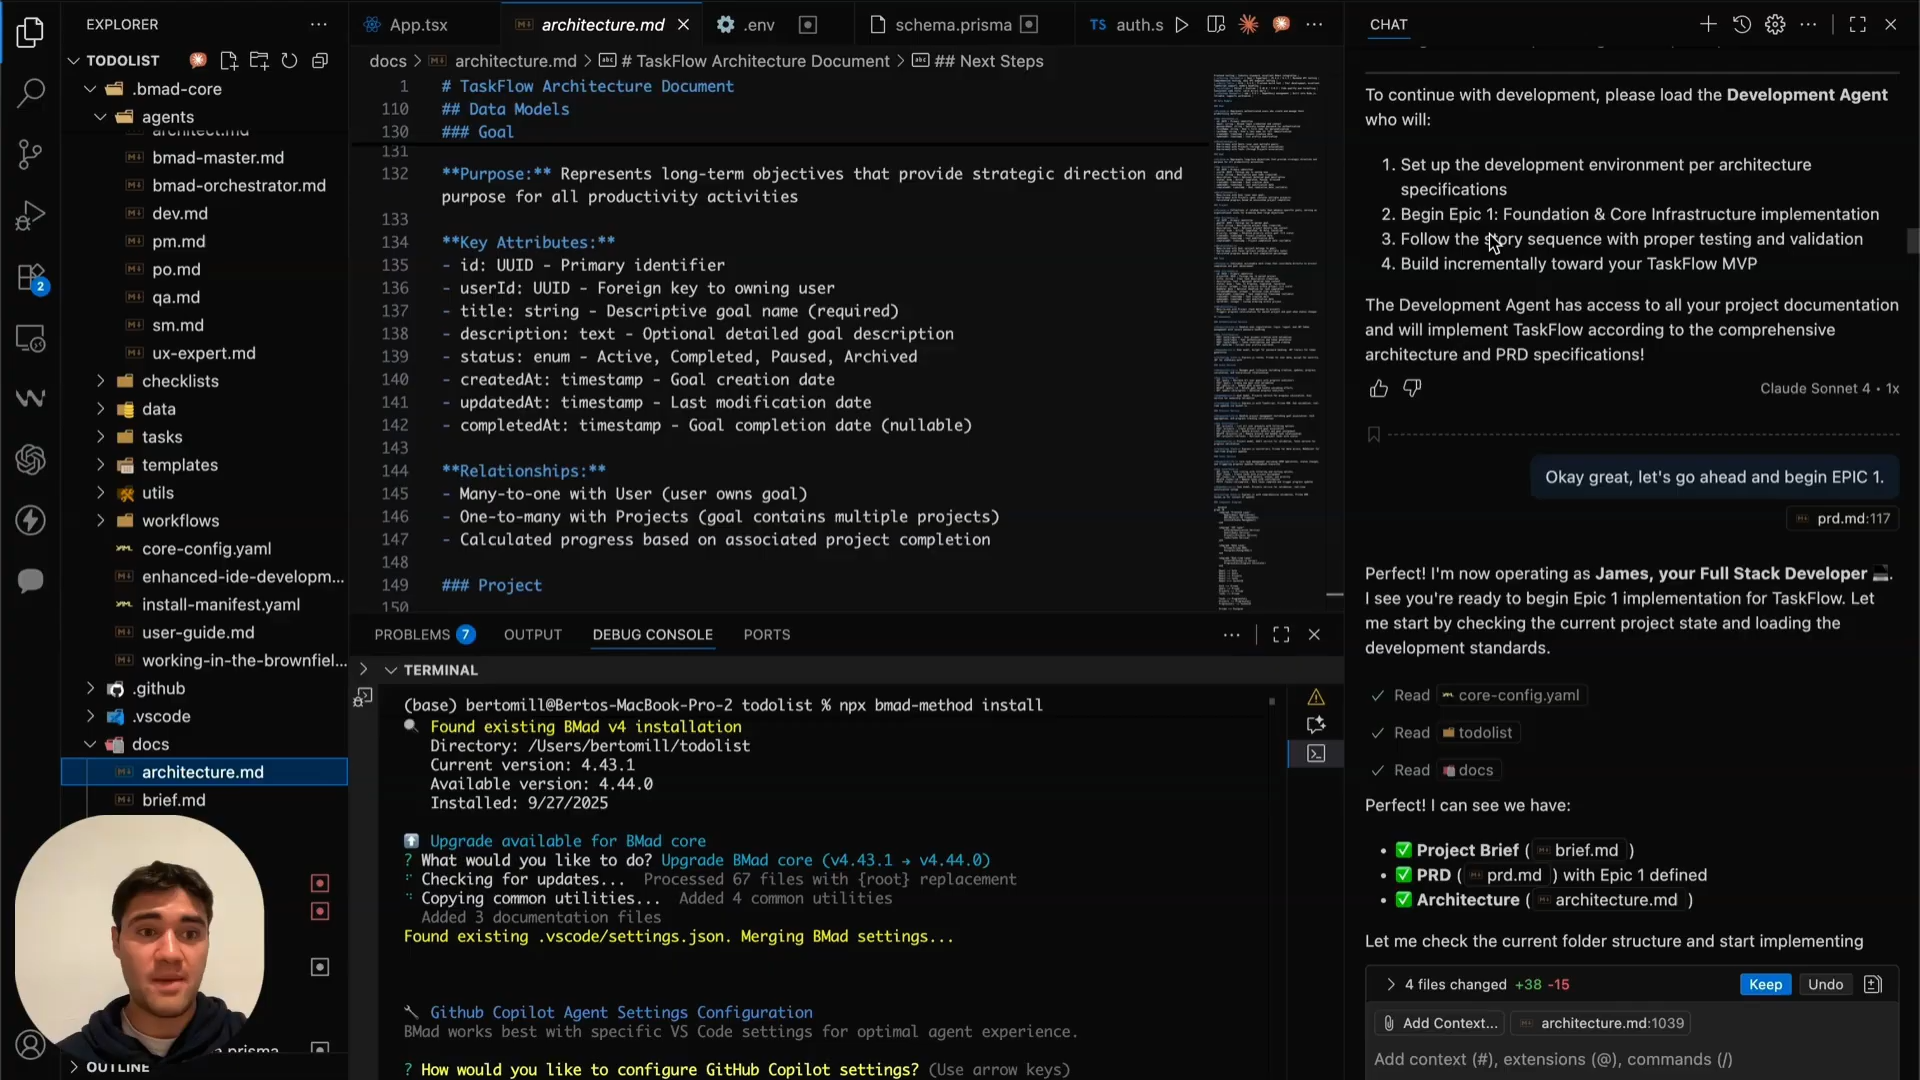 EXPLORER
TODOLIST
.bmad-core
agents
architect.md
bmad-master.md
bmad-orchestrator.md
dev.md
pm.md
po.md
qa.md
sm.md
ux-expert.md
checklists
data
tasks
templates
utils
workflows
core-config.yaml
enhanced-ide-developm...
install-manifest.yaml
user-guide.md
working-in-the-brownfiel...
.github
.vscode
docs
architecture.md
brief.md
a.prisma
OUTLINE
2
App.tsx
architecture.md
.env
schema.prisma
TS auth.s
docs > architecture.md > # TaskFlow Architecture Document > ## Next Steps
1 # TaskFlow Architecture Document
110 ## Data Models
130 ### Goal
131
132 **Purpose:** Represents long-term objectives that provide strategic direction and
purpose for all productivity activities
133
134 **Key Attributes:**
135 - id: UUID - Primary identifier
136 - userId: UUID - Foreign key to owning user
137 - title: string - Descriptive goal name (required)
138 - description: text - Optional detailed goal description
139 - status: enum - Active, Completed, Paused, Archived
140 - createdAt: timestamp - Goal creation date
141 - updatedAt: timestamp - Last modification date
142 - completedAt: timestamp - Goal completion date (nullable)
143
144 **Relationships:**
145 - Many-to-one with User (user owns goal)
146 - One-to-many with Projects (goal contains multiple projects)
147 - Calculated progress based on associated project completion
148
149 ### Project
150
PROBLEMS 7 OUTPUT DEBUG CONSOLE PORTS
TERMINAL
(base) bertomill@Bertos-MacBook-Pro-2 todolist % npx bmad-method install
Found existing BMad v4 installation
Directory: /Users/bertomill/todolist
Current version: 4.43.1
Available version: 4.44.0
Installed: 9/27/2025
Upgrade available for BMad core
? What would you like to do? Upgrade BMad core (v4.43.1 → v4.44.0)
Checking for updates... Processed 67 files with {root} replacement
Copying common utilities... Added 4 common utilities
Added 3 documentation files
Found existing .vscode/settings.json. Merging BMad settings...
Github Copilot Agent Settings Configuration
BMad works best with specific VS Code settings for optimal agent experience.
? How would you like to configure GitHub Copilot settings? (Use arrow keys)
CHAT
To continue with development, please load the Development Agent
who will:
1. Set up the development environment per architecture
specifications
2. Begin Epic 1: Foundation & Core Infrastructure implementation
3. Follow the story sequence with proper testing and validation
4. Build incrementally toward your TaskFlow MVP
The Development Agent has access to all your project documentation
and will implement TaskFlow according to the comprehensive
architecture and PRD specifications!
Claude Sonnet 4 • 1x
Okay great, let's go ahead and begin EPIC 1.
prd.md:117
Perfect! I'm now operating as James, your Full Stack Developer 💻.
I see you're ready to begin Epic 1 implementation for TaskFlow. Let
me start by checking the current project state and loading the
development standards.
✓ Read core-config.yaml
✓ Read todolist
✓ Read docs
Perfect! I can see we have:
• ✅ Project Brief ( brief.md )
• ✅ PRD ( prd.md ) with Epic 1 defined
• ✅ Architecture ( architecture.md )
Let me check the current folder structure and start implementing
4 files changed +38 -15 Keep Undo
Add Context... architecture.md:1039
Add context (#), extensions (@), commands (/)